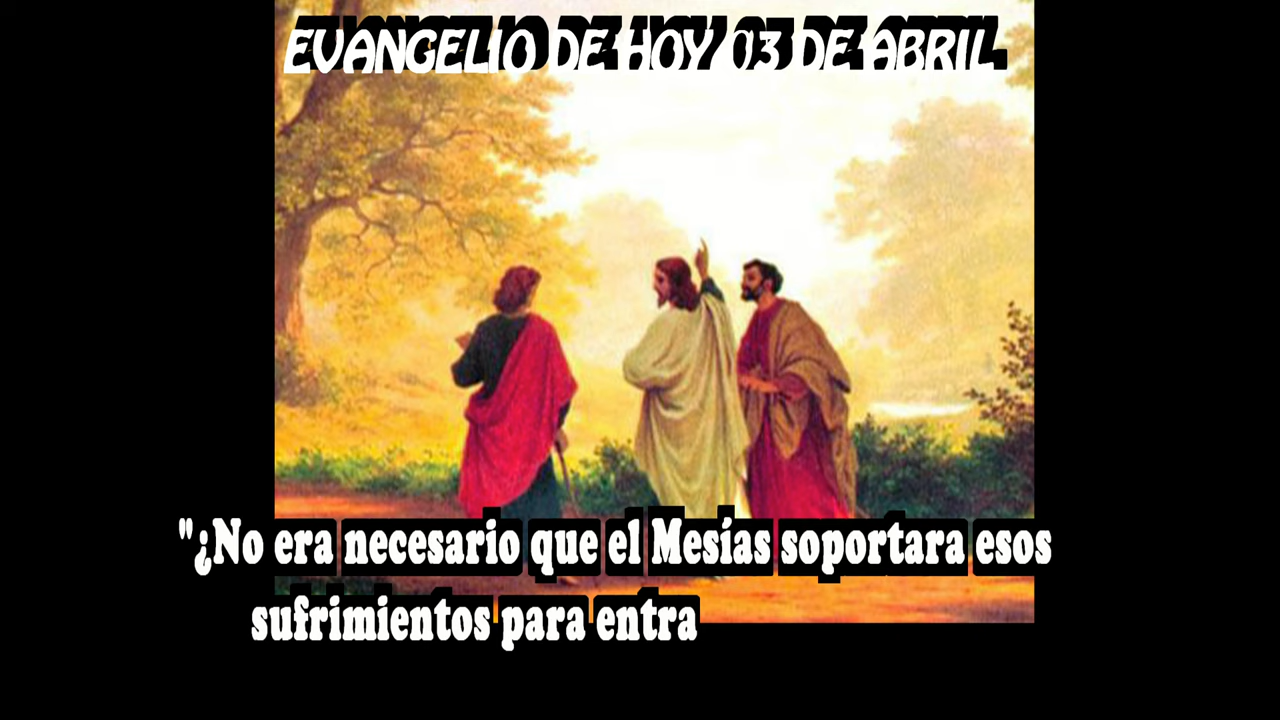 EVANGELIO DE HOY 03 DE ABRIL
"¿No era necesario que el Mesías soportara esos
sufrimientos para entra